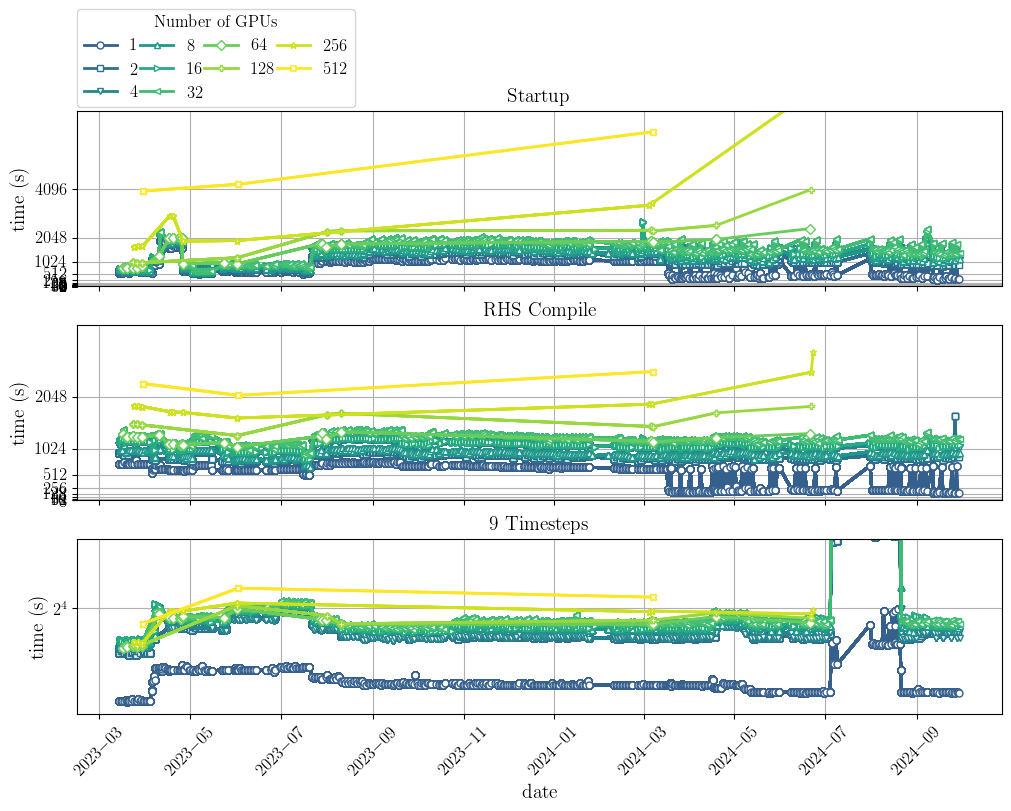 Number of GPUs
1 8 64 256
2 16 128 512
4 32
Startup
time (s)
4096
2048
1024
512
RHS Compile
time (s)
2048
1024
512
256
128
9 Timesteps
time (s)
2⁴
2023−03 2023−05 2023−07 2023−09 2023−11 2024−01 2024−03 2024−05 2024−07 2024−09
date